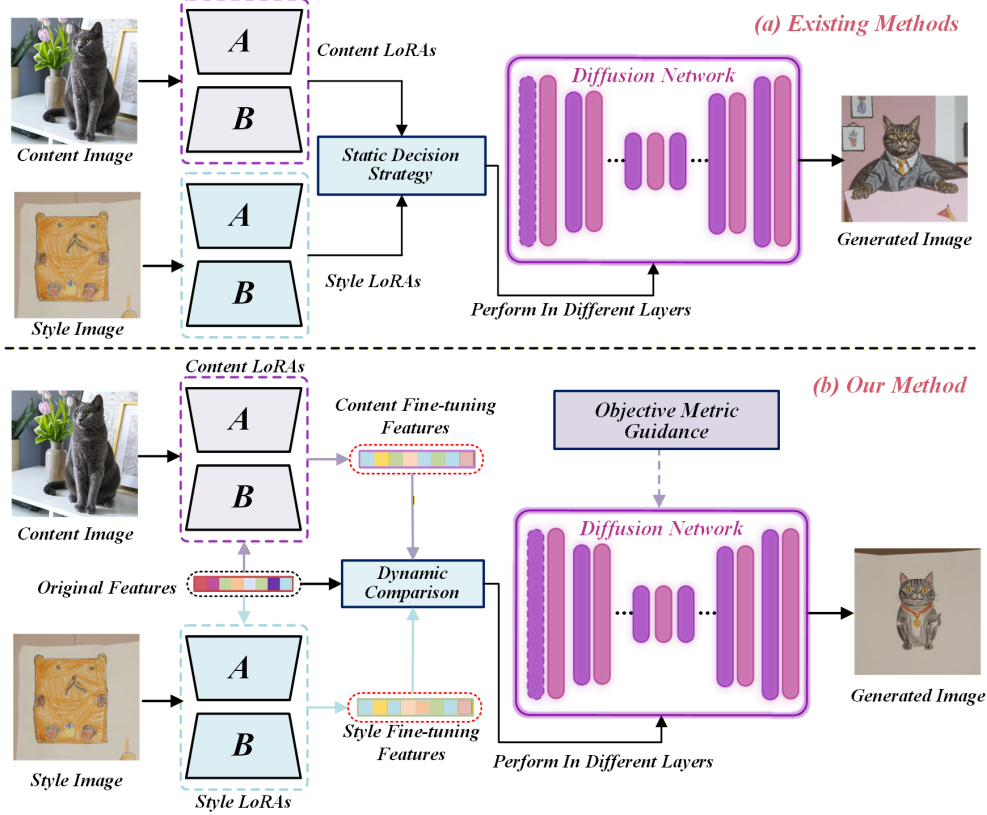 (a) Existing Methods
A
Content LoRAs
Diffusion Network
B
Content Image
Static Decision
Strategy
A
Generated Image
B
Style LoRAs
Perform In Different Layers
Style Image
Content LoRAs
(b) Our Method
A
Content Fine-tuning
Features
Objective Metric
Guidance
B
Content Image
Diffusion Network
Original Features
Dynamic
Comparison
A
Generated Image
B
Style Fine-tuning
Features
Perform In Different Layers
Style Image
Style LoRAs